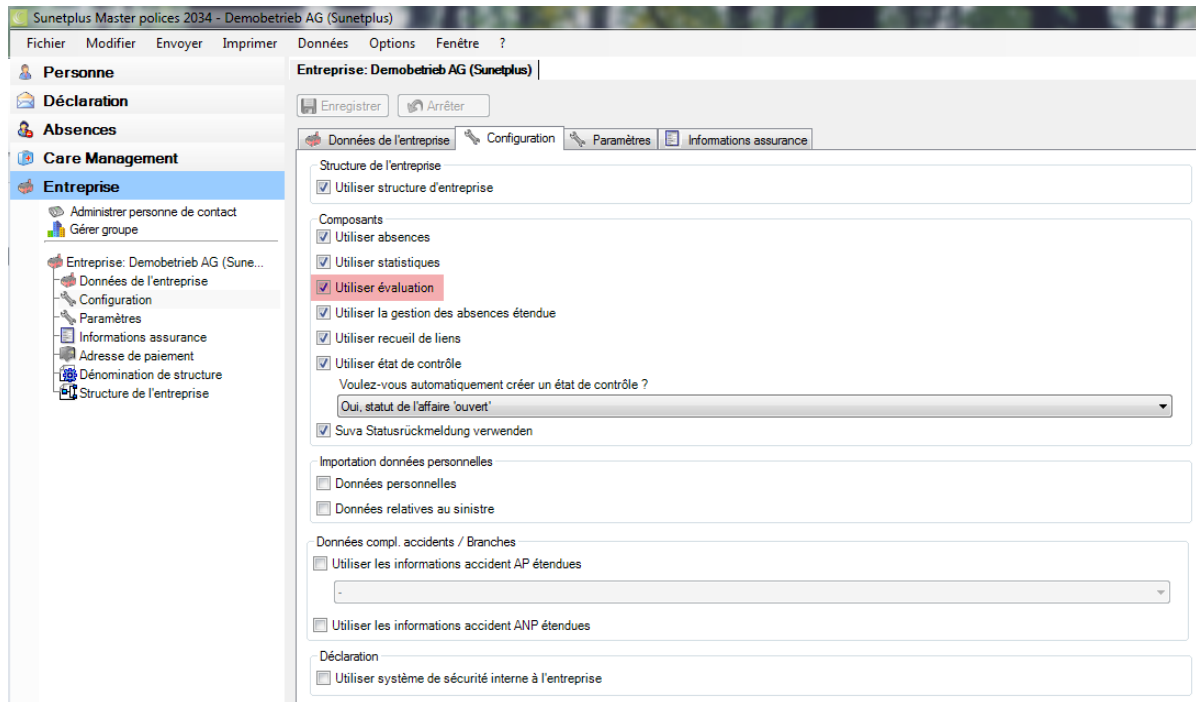 Sunetplus Master polices 2034 - Demobetrieb AG (Sunetplus)
Fichier Modifier Envoyer Imprimer Données Options Fenêtre ?
Personne
Déclaration
Absences
Care Management
Entreprise
Administrer personne de contact
Gérer groupe
Entreprise: Demobetrieb AG (Sune...
Données de l'entreprise
Configuration
Paramètres
Informations assurance
Adresse de paiement
Dénomination de structure
Structure de l'entreprise
Entreprise: Demobetrieb AG (Sunetplus)
Enregistrer Arrêter
Données de l'entreprise Configuration Paramètres Informations assurance
Structure de l'entreprise
Utiliser structure d'entreprise
Composants
Utiliser absences
Utiliser statistiques
Utiliser évaluation
Utiliser la gestion des absences étendue
Utiliser recueil de liens
Utiliser état de contrôle
Voulez-vous automatiquement créer un état de contrôle ?
Oui, statut de l'affaire 'ouvert'
Suva Statusrückmeldung verwenden
Importation données personnelles
Données personnelles
Données relatives au sinistre
Données compl. accidents / Branches
Utiliser les informations accident AP étendues
-
Utiliser les informations accident ANP étendues
Déclaration
Utiliser système de sécurité interne à l'entreprise